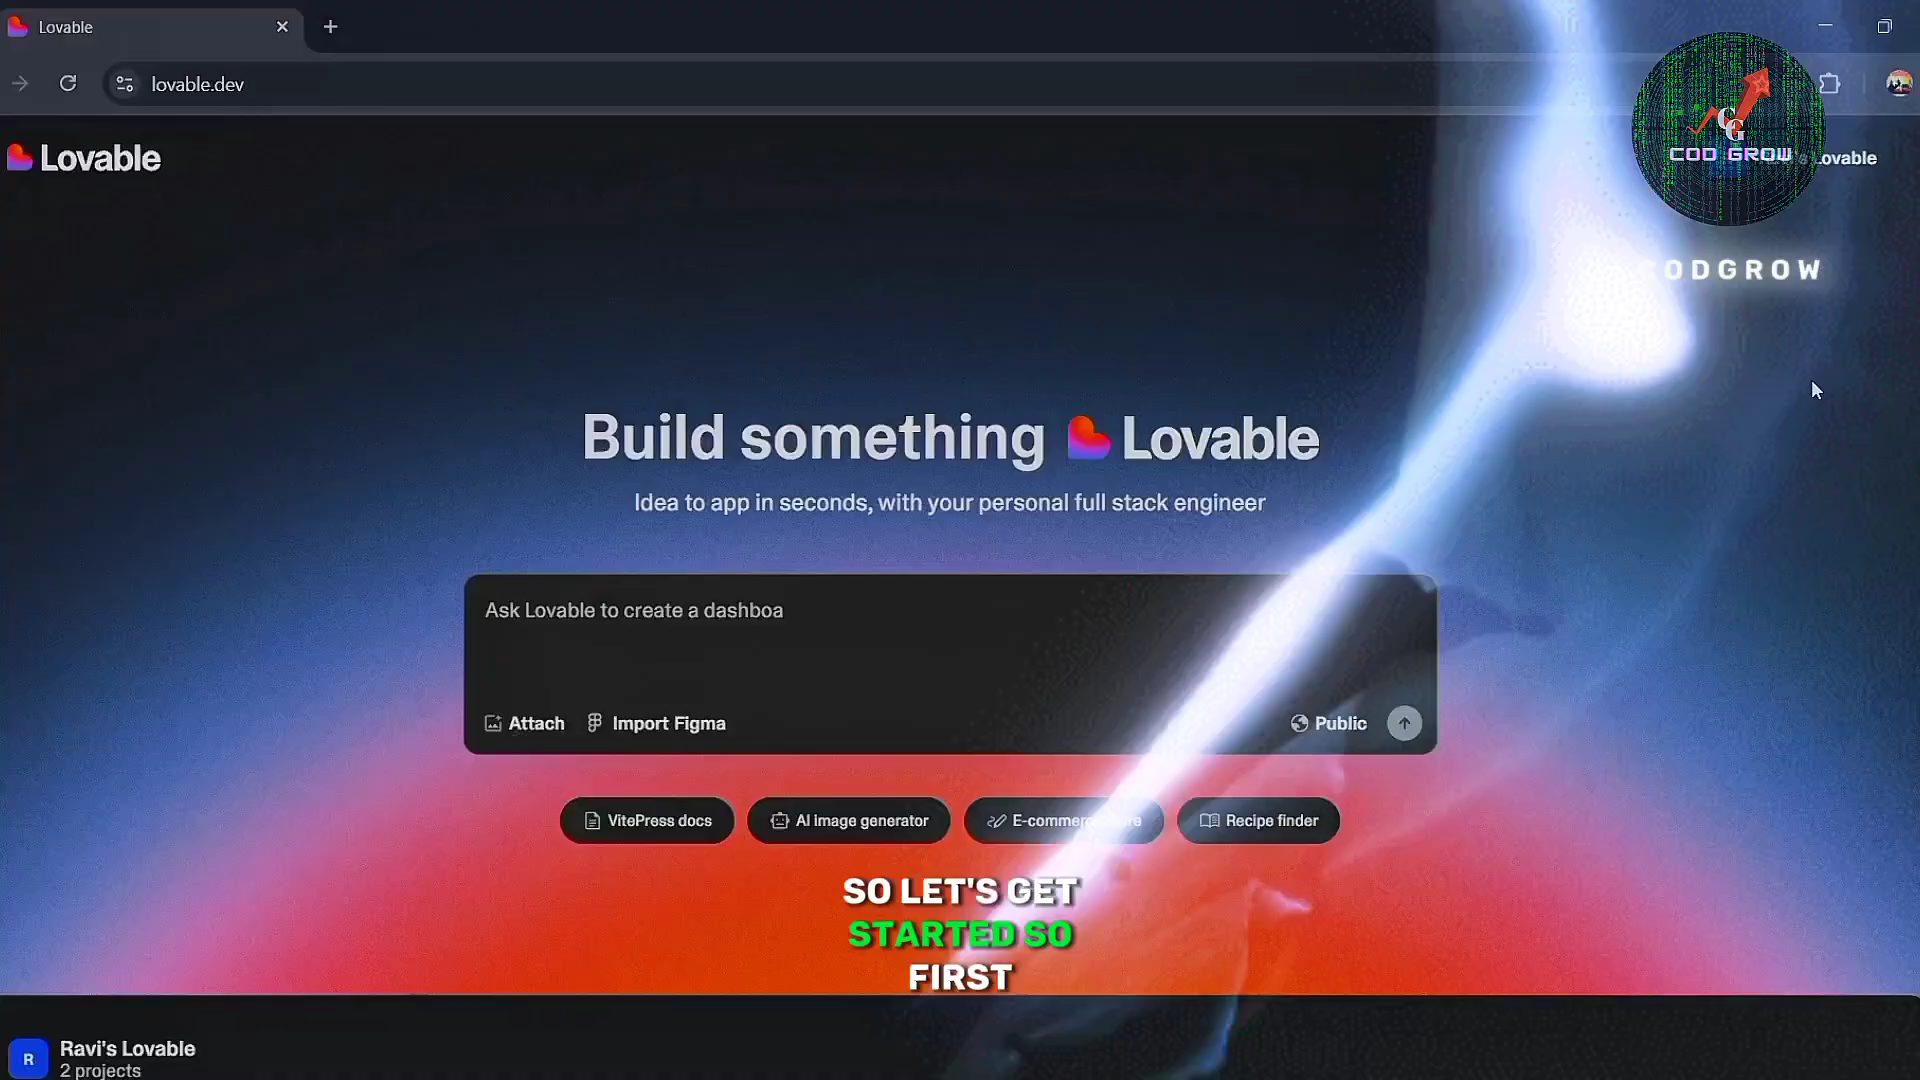 Lovable
lovable.dev
Lovable
COD GROW
ovable
ODGROW
Build something Lovable
Idea to app in seconds, with your personal full stack engineer
Ask Lovable to create a dashboa
Attach
Import Figma
Public
VitePress docs
AI image generator
E-commer
Recipe finder
SO LET'S GET
STARTED SO
FIRST
R
Ravi's Lovable
2 projects